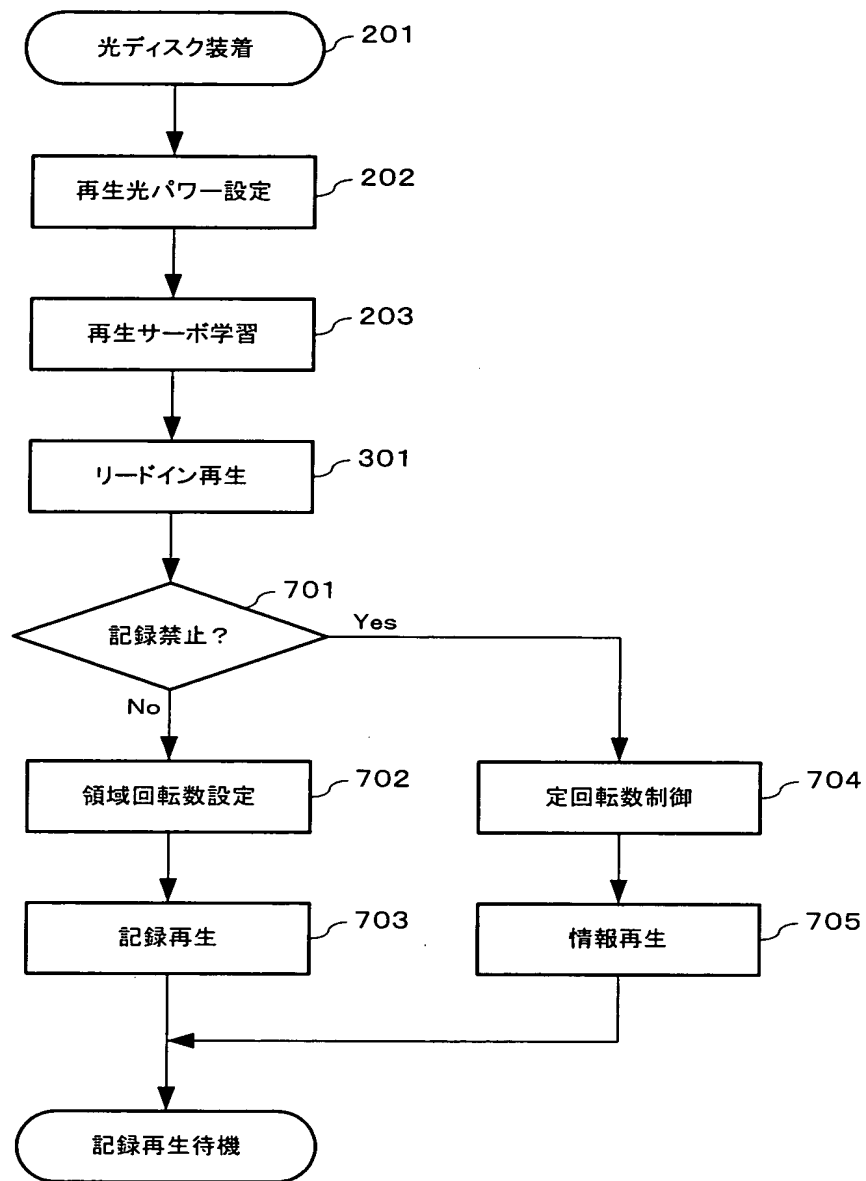 光ディスク装着
201
再生光パワー設定
202
再生サーボ学習
203
リードイン再生
301
記録禁止?
701
Yes
No
領域回転数設定
702
定回転数制御
704
記録再生
703
情報再生
705
記録再生待機